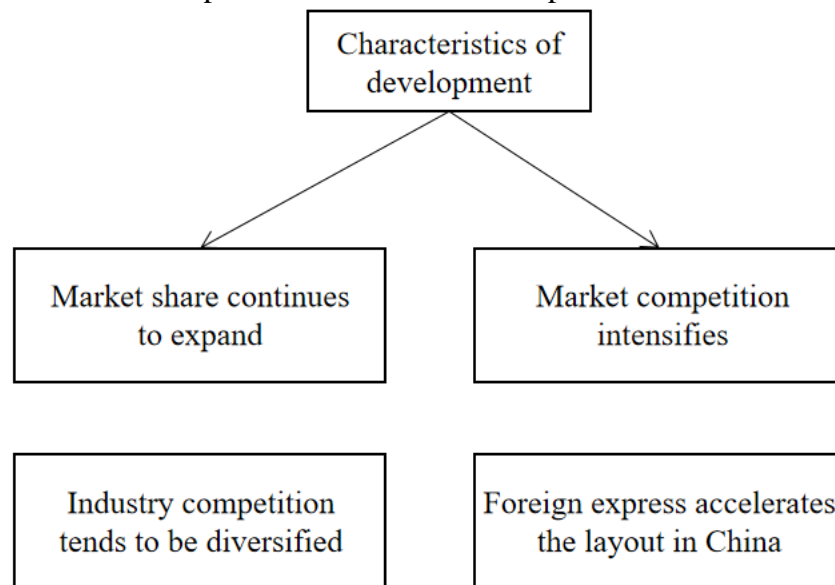 Characteristics of
development
Market share continues
to expand
Market competition
intensifies
Industry competition
tends to be diversified
Foreign express accelerates
the layout in China